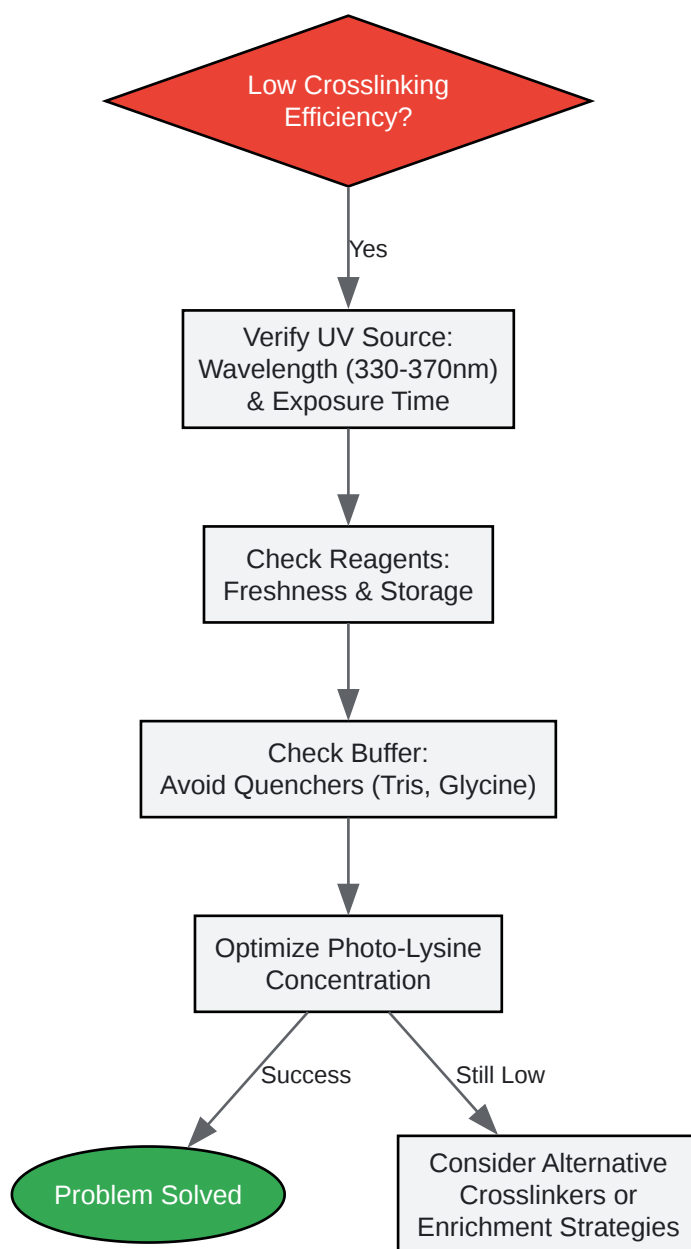 Low Crosslinking
Efficiency?
Yes
Verify UV Source:
Wavelength (330-370nm)
& Exposure Time
Check Reagents:
Freshness & Storage
Check Buffer:
Avoid Quenchers (Tris, Glycine)
Optimize Photo-Lysine
Concentration
Success
Still Low
Problem Solved
Consider Alternative
Crosslinkers or
Enrichment Strategies